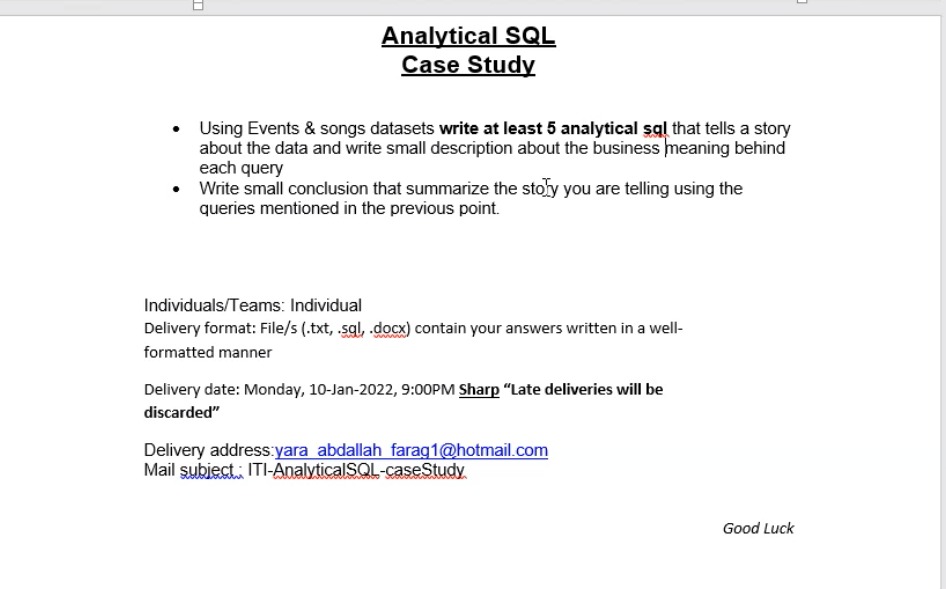 Analytical SQL
Case Study
• Using Events & songs datasets write at least 5 analytical sql that tells a story
about the data and write small description about the business meaning behind
each query
• Write small conclusion that summarize the story you are telling using the
queries mentioned in the previous point.
Individuals/Teams: Individual
Delivery format: File/s (.txt, .sql, .docx) contain your answers written in a well-
formatted manner
Delivery date: Monday, 10-Jan-2022, 9:00PM Sharp “Late deliveries will be
discarded”
Delivery address:yara_abdallah_farag1@hotmail.com
Mail subject : ITI-AnalyticalSQL-caseStudy
Good Luck